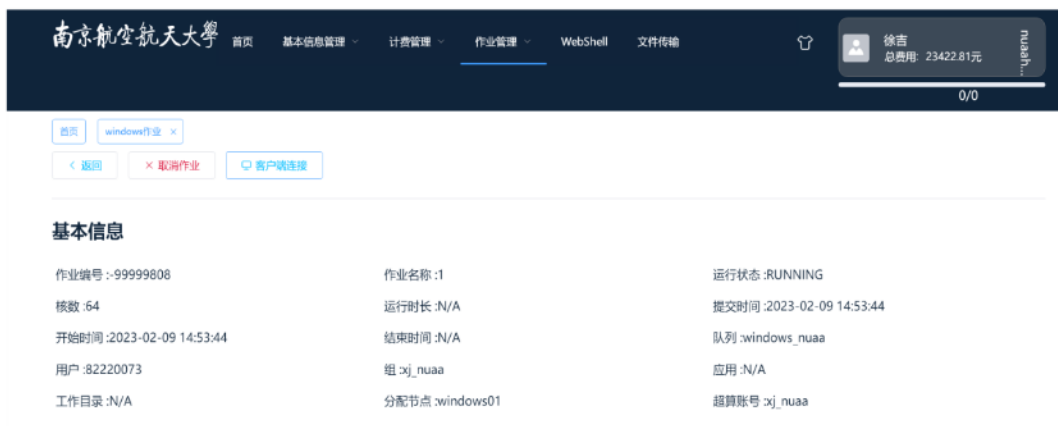 南京航空航天大學 首页 基本信息管理 计费管理 作业管理 WebShell 文件传输 徐吉 nuaah...
总费用: 23422.81元
0/0
首页 windows作业 ×
< 返回 × 取消作业 客户端连接
基本信息
作业编号 :-99999808 作业名称 :1 运行状态 :RUNNING
核数 :64 运行时长 :N/A 提交时间 :2023-02-09 14:53:44
开始时间 :2023-02-09 14:53:44 结束时间 :N/A 队列 :windows_nuaa
用户 :82220073 组 :xj_nuaa 应用 :N/A
工作目录 :N/A 分配节点 :windows01 超算账号 :xj_nuaa